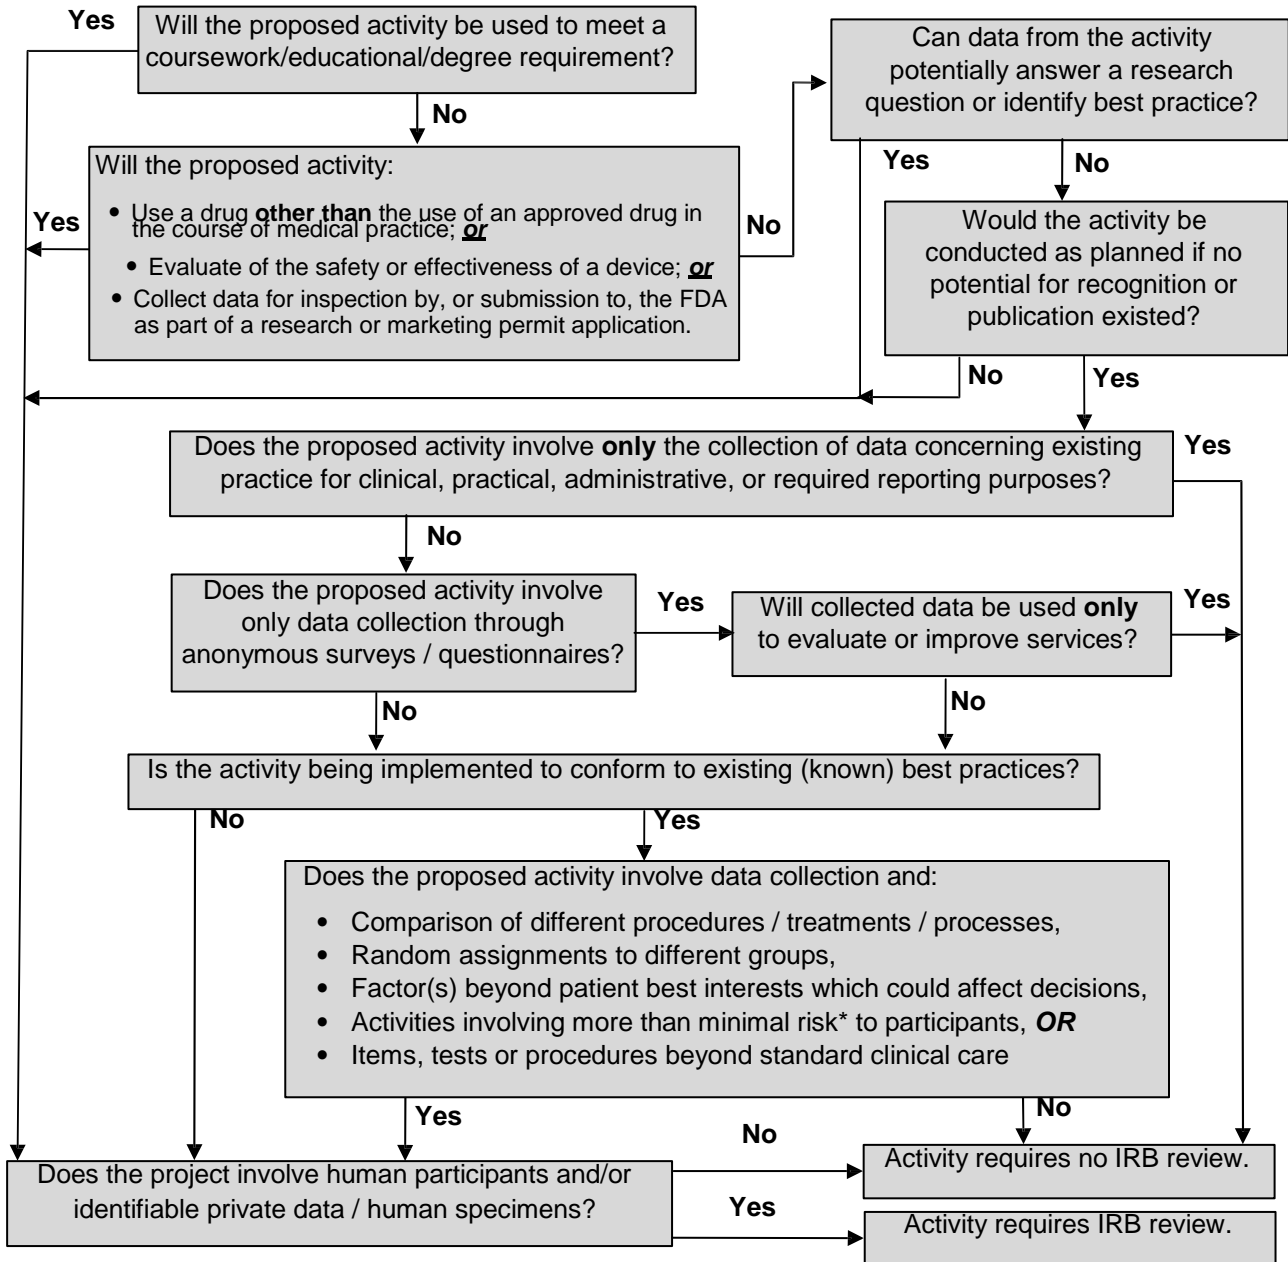 Yes
Will the proposed activity be used to meet a
coursework/educational/degree requirement?
No
Will the proposed activity:
• Use a drug other than the use of an approved drug in
the course of medical practice; or
• Evaluate of the safety or effectiveness of a device; or
• Collect data for inspection by, or submission to, the FDA
as part of a research or marketing permit application.
Yes
No
Can data from the activity
potentially answer a research
question or identify best practice?
Yes
No
Would the activity be
conducted as planned if no
potential for recognition or
publication existed?
No
Yes
Does the proposed activity involve only the collection of data concerning existing
practice for clinical, practical, administrative, or required reporting purposes?
Yes
No
Does the proposed activity involve
only data collection through
anonymous surveys / questionnaires?
Yes
Will collected data be used only
to evaluate or improve services?
Yes
No
No
Is the activity being implemented to conform to existing (known) best practices?
No
Yes
Does the proposed activity involve data collection and:
• Comparison of different procedures / treatments / processes,
• Random assignments to different groups,
• Factor(s) beyond patient best interests which could affect decisions,
• Activities involving more than minimal risk* to participants, OR
• Items, tests or procedures beyond standard clinical care
Yes
No
Does the project involve human participants and/or
identifiable private data / human specimens?
No
Yes
Activity requires no IRB review.
Activity requires IRB review.